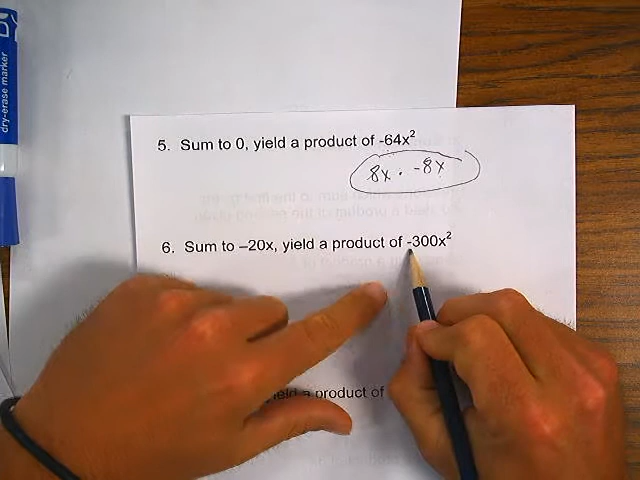 dry-erase marker
5. Sum to 0, yield a product of -64x²
8x · -8x
6. Sum to –20x, yield a product of -300x²
yield a product of